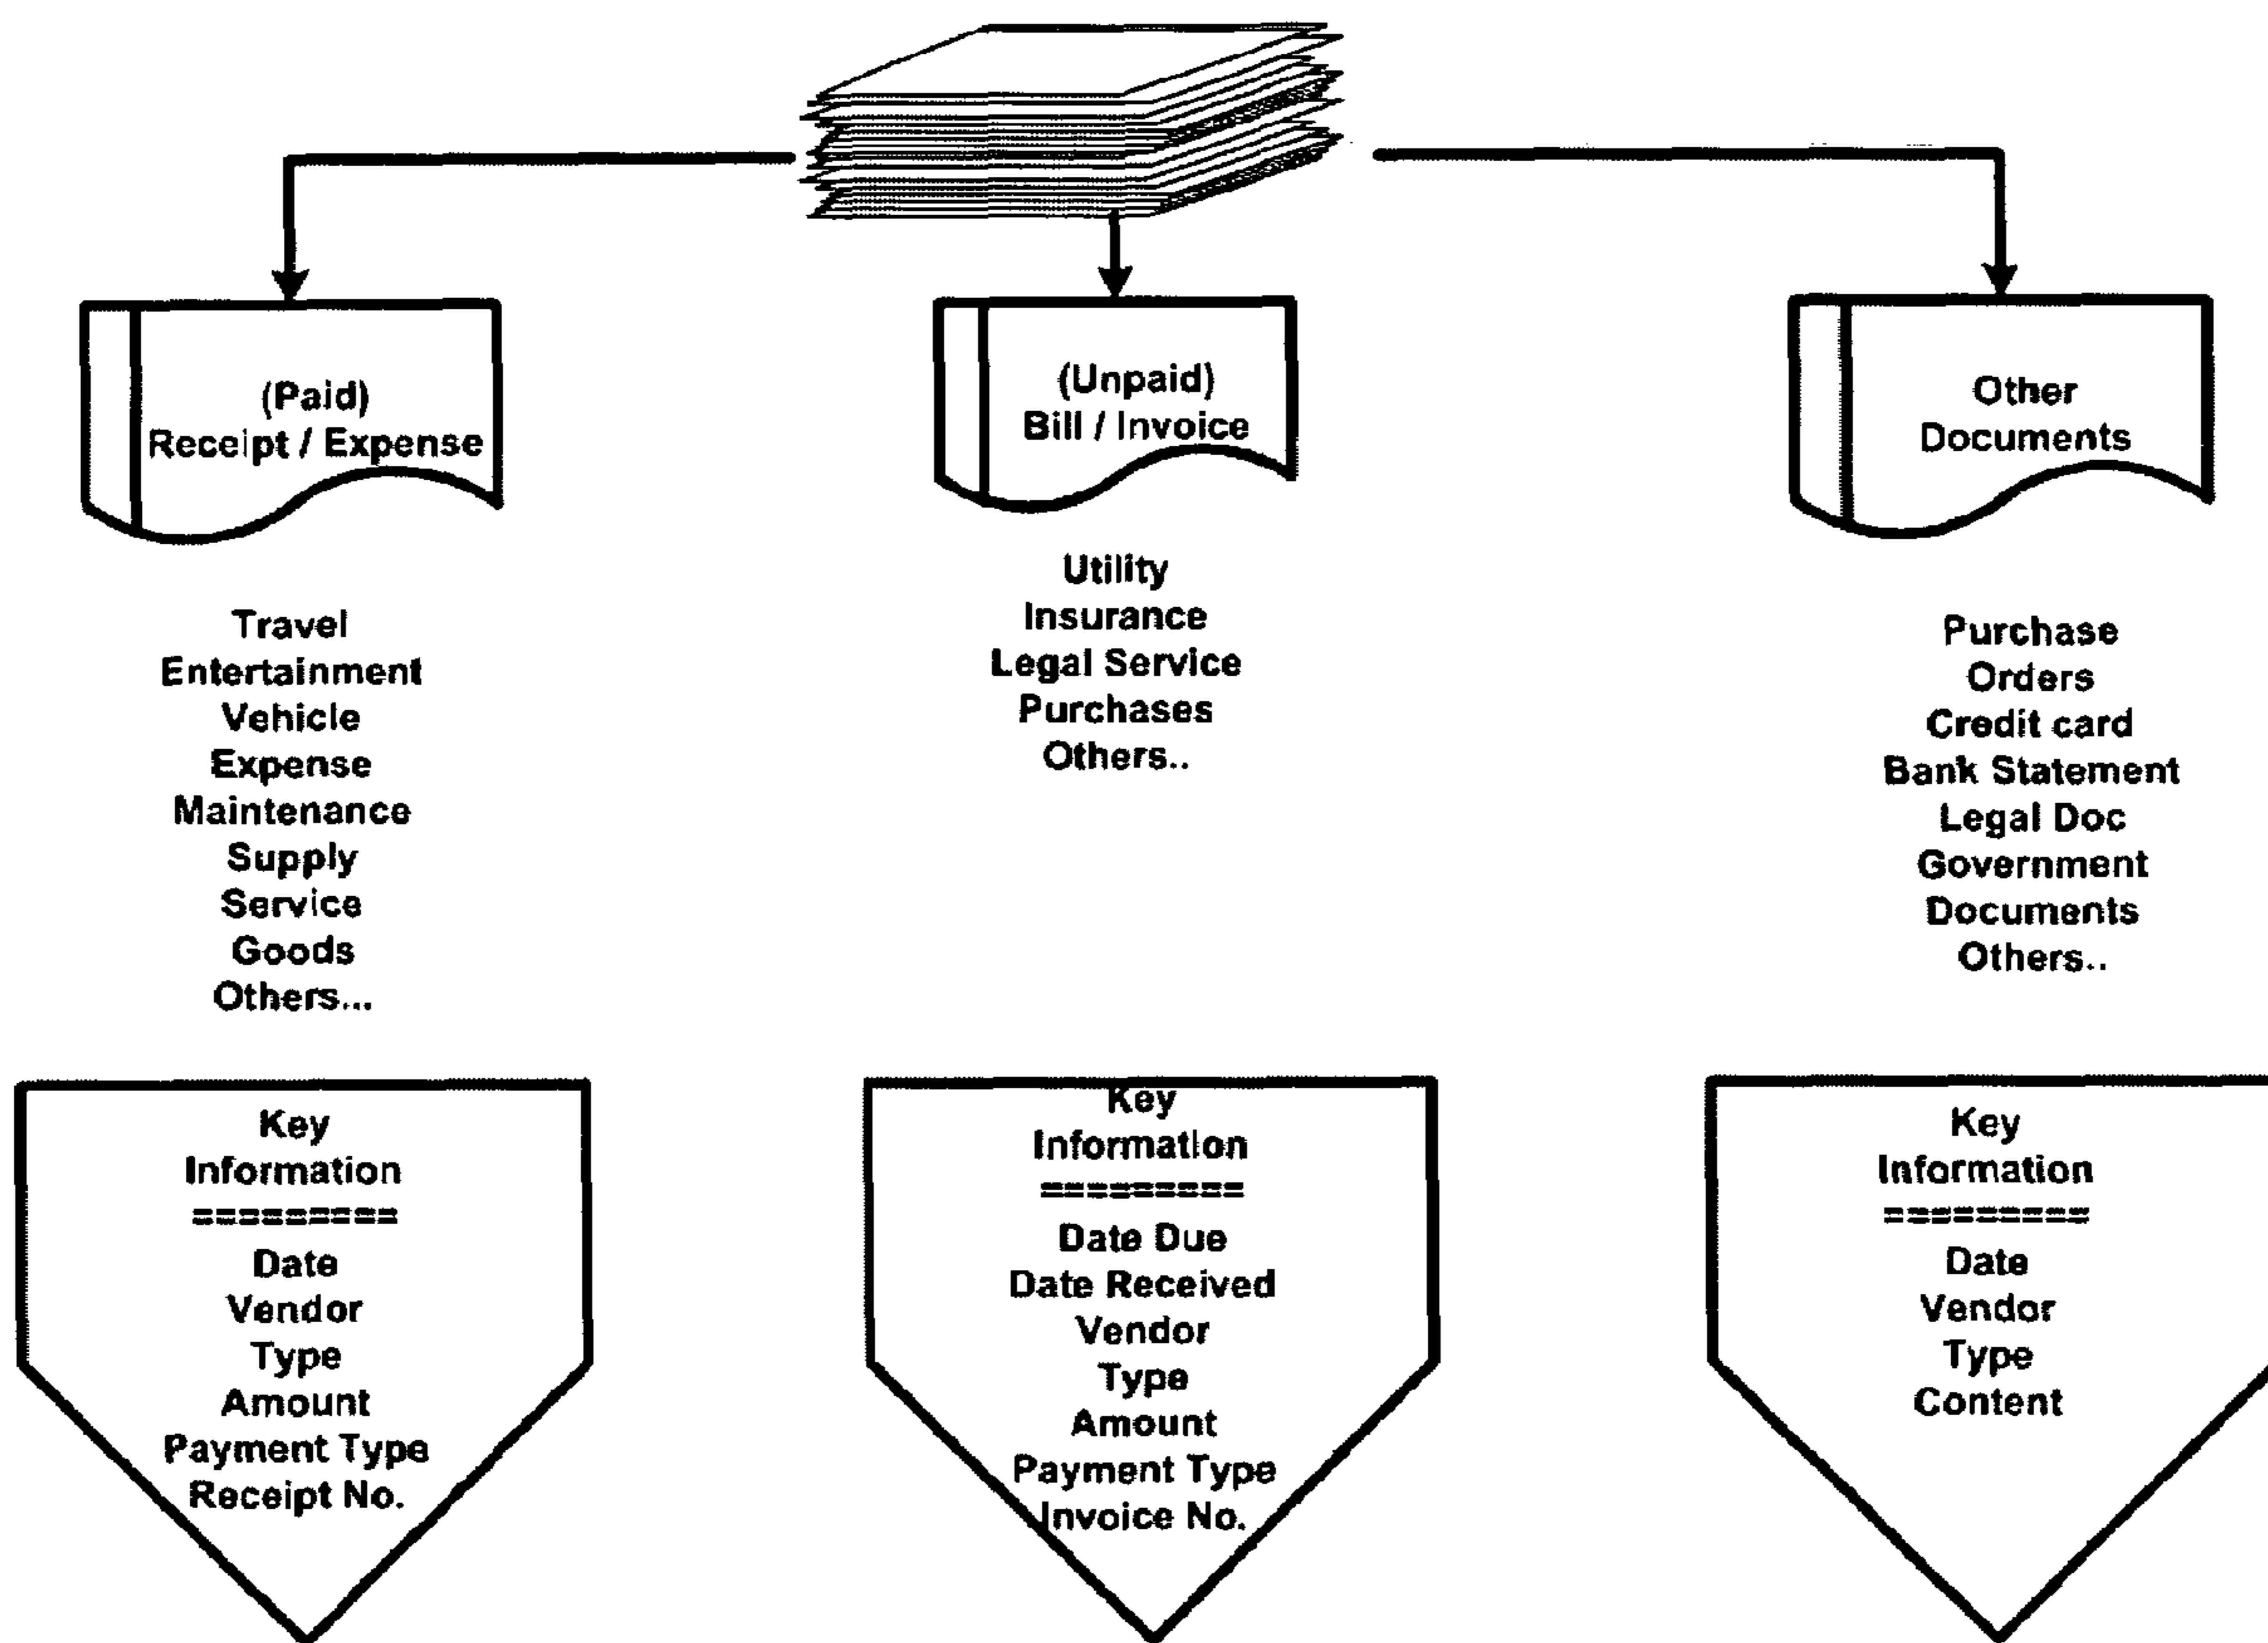 (Paid)
Receipt / Expense
(Unpaid)
Bill / Invoice
Other
Documents
Travel
Entertainment
Vehicle
Expense
Maintenance
Supply
Service
Goods
Others...
Utility
Insurance
Legal Service
Purchases
Others..
Purchase
Orders
Credit card
Bank Statement
Legal Doc
Government
Documents
Others..
Key
Information
=========
Date
Vendor
Type
Amount
Payment Type
Receipt No.
Key
Information
=========
Date Due
Date Received
Vendor
Type
Amount
Payment Type
Invoice No.
Key
Information
=========
Date
Vendor
Type
Content